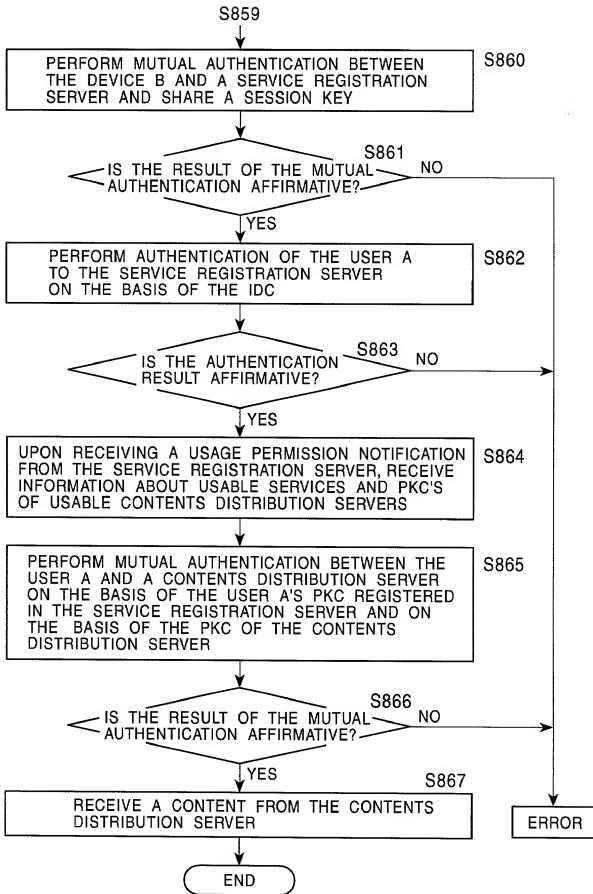 S859
PERFORM MUTUAL AUTHENTICATION BETWEEN
THE DEVICE B AND A SERVICE REGISTRATION
SERVER AND SHARE A SESSION KEY
S860
S861
IS THE RESULT OF THE MUTUAL
AUTHENTICATION AFFIRMATIVE?
NO
YES
PERFORM AUTHENTICATION OF THE USER A
TO THE SERVICE REGISTRATION SERVER
ON THE BASIS OF THE IDC
S862
S863
IS THE AUTHENTICATION
RESULT AFFIRMATIVE?
NO
YES
UPON RECEIVING A USAGE PERMISSION NOTIFICATION
FROM THE SERVICE REGISTRATION SERVER, RECEIVE
INFORMATION ABOUT USABLE SERVICES AND PKC'S
OF USABLE CONTENTS DISTRIBUTION SERVERS
S864
PERFORM MUTUAL AUTHENTICATION BETWEEN THE
USER A AND A CONTENTS DISTRIBUTION SERVER
ON THE BASIS OF THE USER A'S PKC REGISTERED
IN THE SERVICE REGISTRATION SERVER AND ON
THE BASIS OF THE PKC OF THE CONTENTS
DISTRIBUTION SERVER
S865
S866
IS THE RESULT OF THE MUTUAL
AUTHENTICATION AFFIRMATIVE?
NO
YES
S867
RECEIVE A CONTENT FROM THE CONTENTS
DISTRIBUTION SERVER
ERROR
END